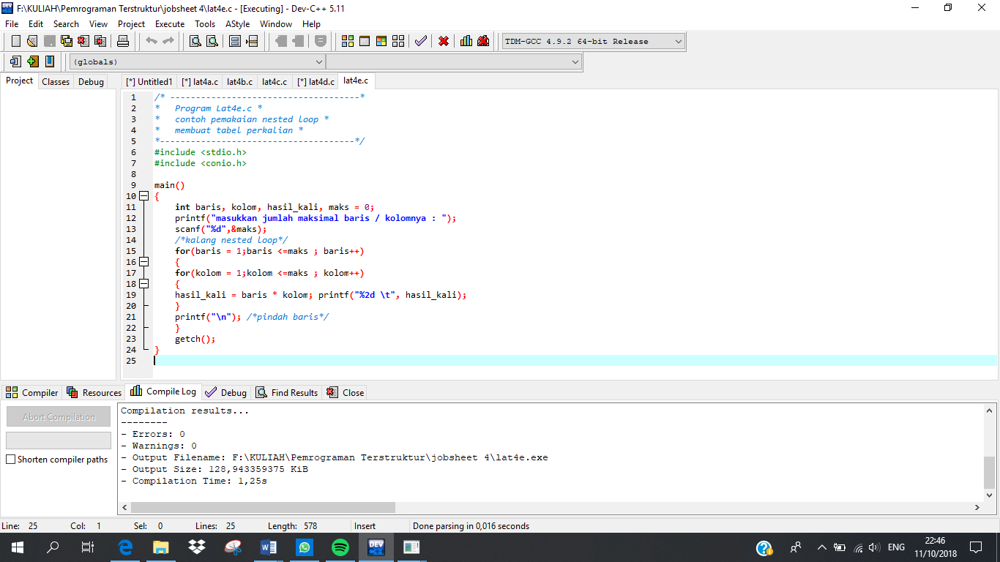 F:\KULIAH\Pemrograman Terstruktur\jobsheet 4\lat4e.c - [Executing] - Dev-C++ 5.11
File Edit Search View Project Execute Tools AStyle Window Help
TDM-GCC 4.9.2 64-bit Release
(globals)
Project Classes Debug [*] Untitled1 [*] lat4a.c lat4b.c lat4c.c [*] lat4d.c lat4e.c
1 /* -------------------------------------*
2 * Program Lat4e.c *
3 * contoh pemakaian nested loop *
4 * membuat tabel perkalian *
5 *--------------------------------------*/
6 #include <stdio.h>
7 #include <conio.h>
8
9 main()
10 {
11 int baris, kolom, hasil_kali, maks = 0;
12 printf("masukkan jumlah maksimal baris / kolomnya : ");
13 scanf("%d",&maks);
14 /*kalang nested loop*/
15 for(baris = 1;baris <=maks ; baris++)
16 {
17 for(kolom = 1;kolom <=maks ; kolom++)
18 {
19 hasil_kali = baris * kolom; printf("%2d \t", hasil_kali);
20 }
21 printf("\n"); /*pindah baris*/
22 }
23 getch();
24 }
25
Compiler Resources Compile Log Debug Find Results Close
Abort Compilation
Shorten compiler paths
Compilation results...
--------
- Errors: 0
- Warnings: 0
- Output Filename: F:\KULIAH\Pemrograman Terstruktur\jobsheet 4\lat4e.exe
- Output Size: 128,943359375 KiB
- Compilation Time: 1,25s
Line: 25 Col: 1 Sel: 0 Lines: 25 Length: 578 Insert Done parsing in 0,016 seconds
DEV
ENG
22:46
11/10/2018